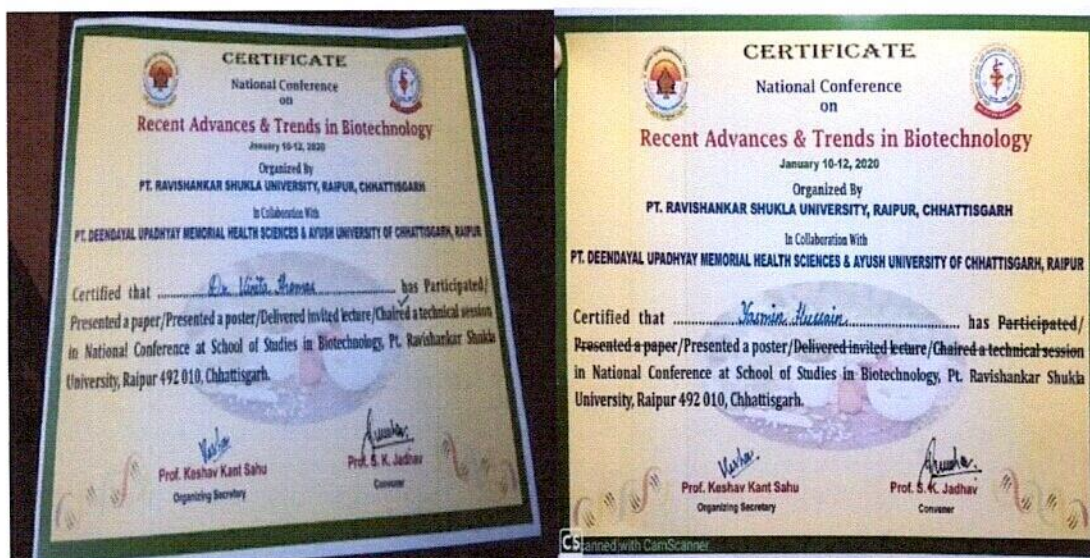 CERTIFICATE
National Conference
on
Recent Advances & Trends in Biotechnology
January 10-12, 2020
Organized By
PT. RAVISHANKAR SHUKLA UNIVERSITY, RAIPUR, CHHATTISGARH
In Collaboration With
PT. DEENDAYAL UPADHYAY MEMORIAL HEALTH SCIENCES & AYUSH UNIVERSITY OF CHHATTISGARH, RAIPUR
Certified that Dr. Vinita Thomas has Participated/
Presented a paper/Presented a poster/Delivered invited lecture/Chaired a technical session
in National Conference at School of Studies in Biotechnology, Pt. Ravishankar Shukla
University, Raipur 492 010, Chhattisgarh.
Prof. Keshav Kant Sahu
Organizing Secretary
Prof. S. K. Jadhav
Convener
CERTIFICATE
National Conference
on
Recent Advances & Trends in Biotechnology
January 10-12, 2020
Organized By
PT. RAVISHANKAR SHUKLA UNIVERSITY, RAIPUR, CHHATTISGARH
In Collaboration With
PT. DEENDAYAL UPADHYAY MEMORIAL HEALTH SCIENCES & AYUSH UNIVERSITY OF CHHATTISGARH, RAIPUR
Certified that Yasmin Hussain has Participated/
Presented a paper/Presented a poster/Delivered invited lecture/Chaired a technical session
in National Conference at School of Studies in Biotechnology, Pt. Ravishankar Shukla
University, Raipur 492 010, Chhattisgarh.
Prof. Keshav Kant Sahu
Organizing Secretary
Prof. S. K. Jadhav
Convener
CS canned with CamScanner